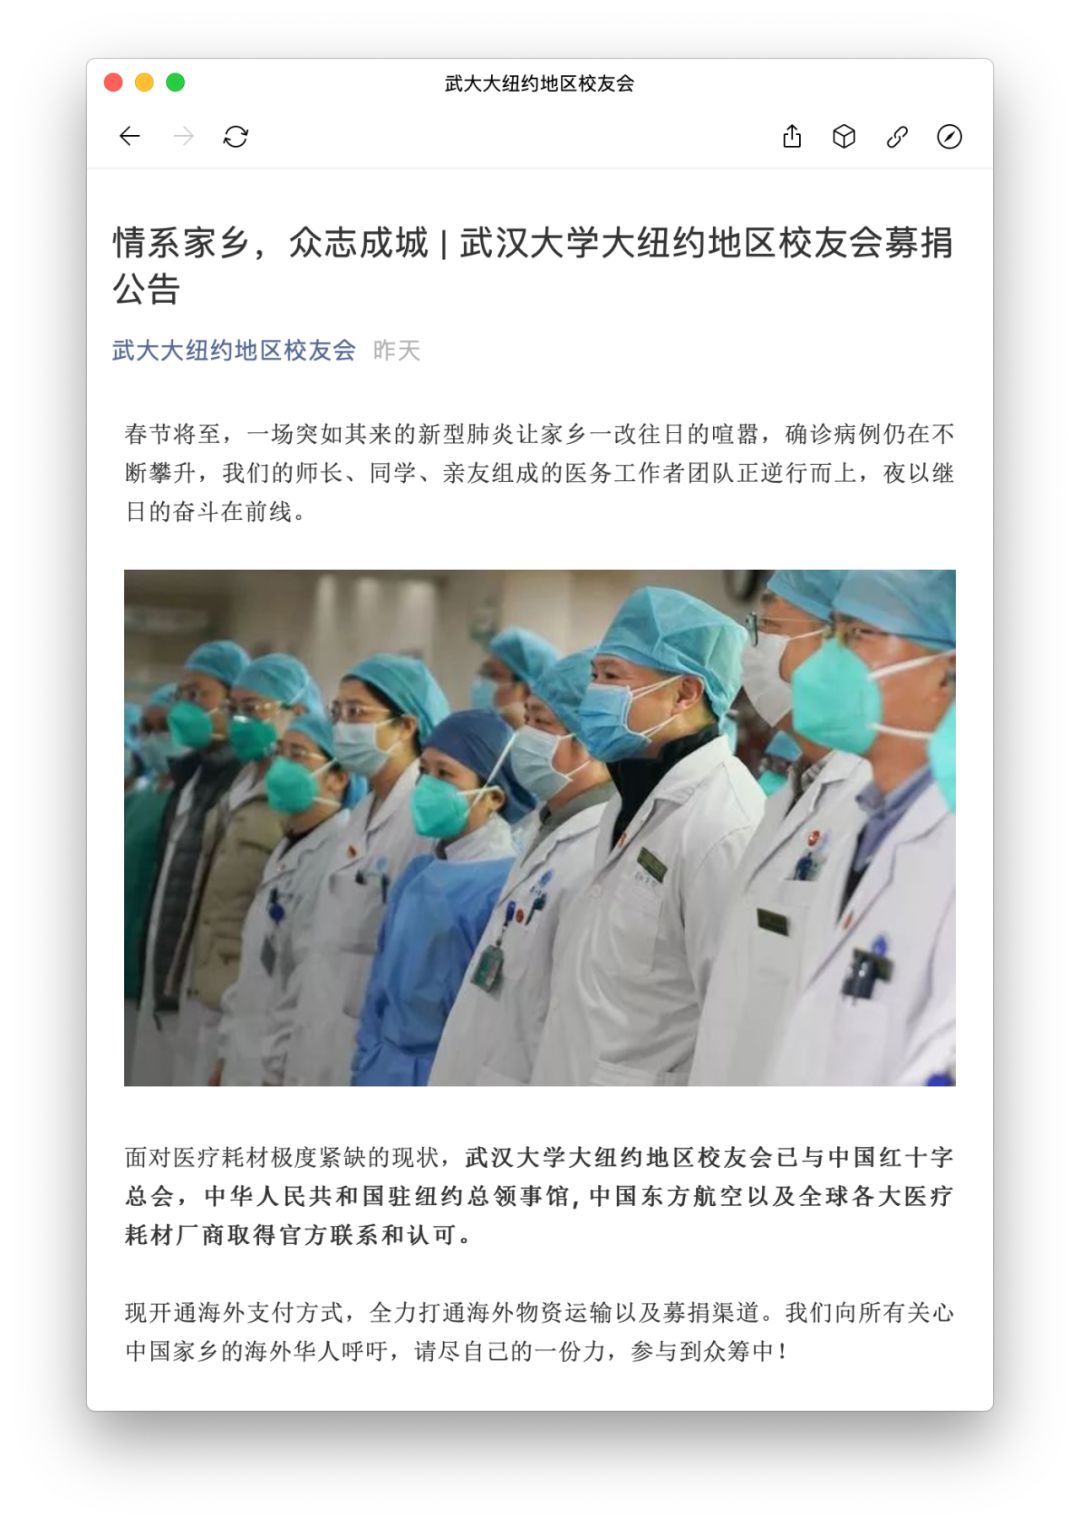 武大大纽约地区校友会
情系家乡，众志成城 | 武汉大学大纽约地区校友会募捐
公告
武大大纽约地区校友会 昨天
春节将至，一场突如其来的新型肺炎让家乡一改往日的喧嚣，确诊病例仍在不
断攀升，我们的师长、同学、亲友组成的医务工作者团队正逆行而上，夜以继
日的奋斗在前线。
面对医疗耗材极度紧缺的现状，武汉大学大纽约地区校友会已与中国红十字
总会，中华人民共和国驻纽约总领事馆, 中国东方航空以及全球各大医疗
耗材厂商取得官方联系和认可。
现开通海外支付方式，全力打通海外物资运输以及募捐渠道。我们向所有关心
中国家乡的海外华人呼吁，请尽自己的一份力，参与到众筹中！